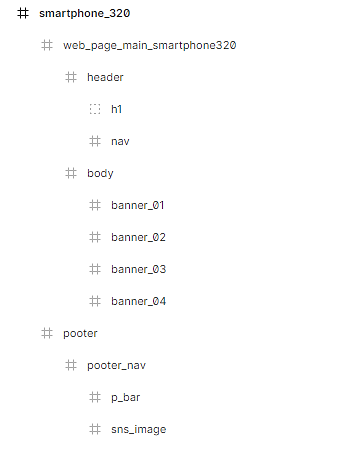 smartphone_320
web_page_main_smartphone320
header
h1
nav
body
banner_01
banner_02
banner_03
banner_04
pooter
pooter_nav
p_bar
sns_image